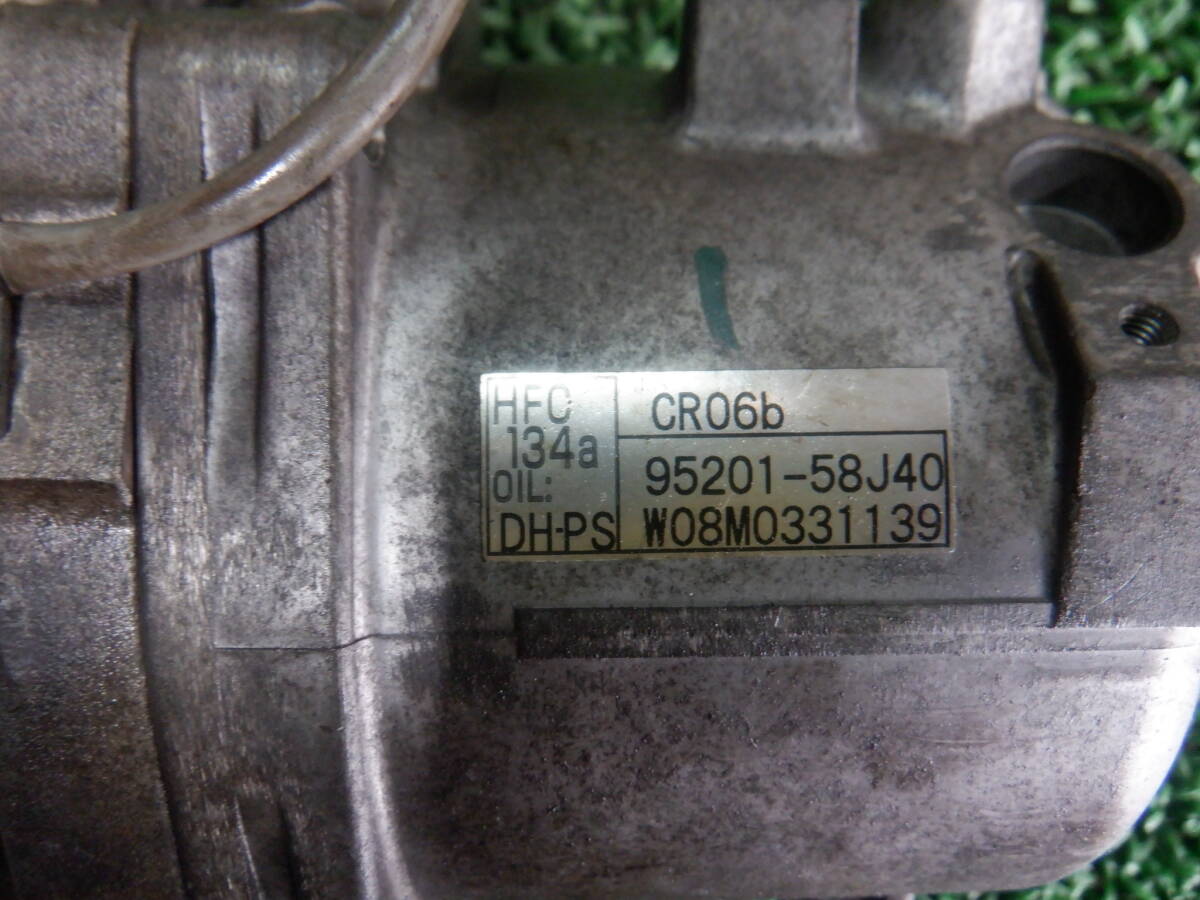 HFC
134a
OIL:
DH-PS
CR06b
95201-58J40
W08M0331139